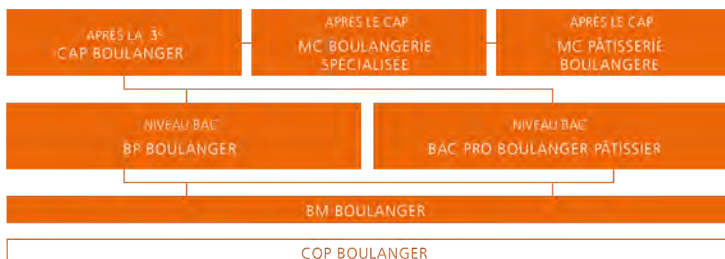 APRÈS LA 3e
CAP BOULANGER
APRÈS LE CAP
MC BOULANGERIE
SPÉCIALISÉE
APRÈS LE CAP
MC PÂTISSERIE
BOULANGÈRE
NIVEAU BAC
BP BOULANGER
NIVEAU BAC
BAC PRO BOULANGER PÂTISSIER
BM BOULANGER
CQP BOULANGER